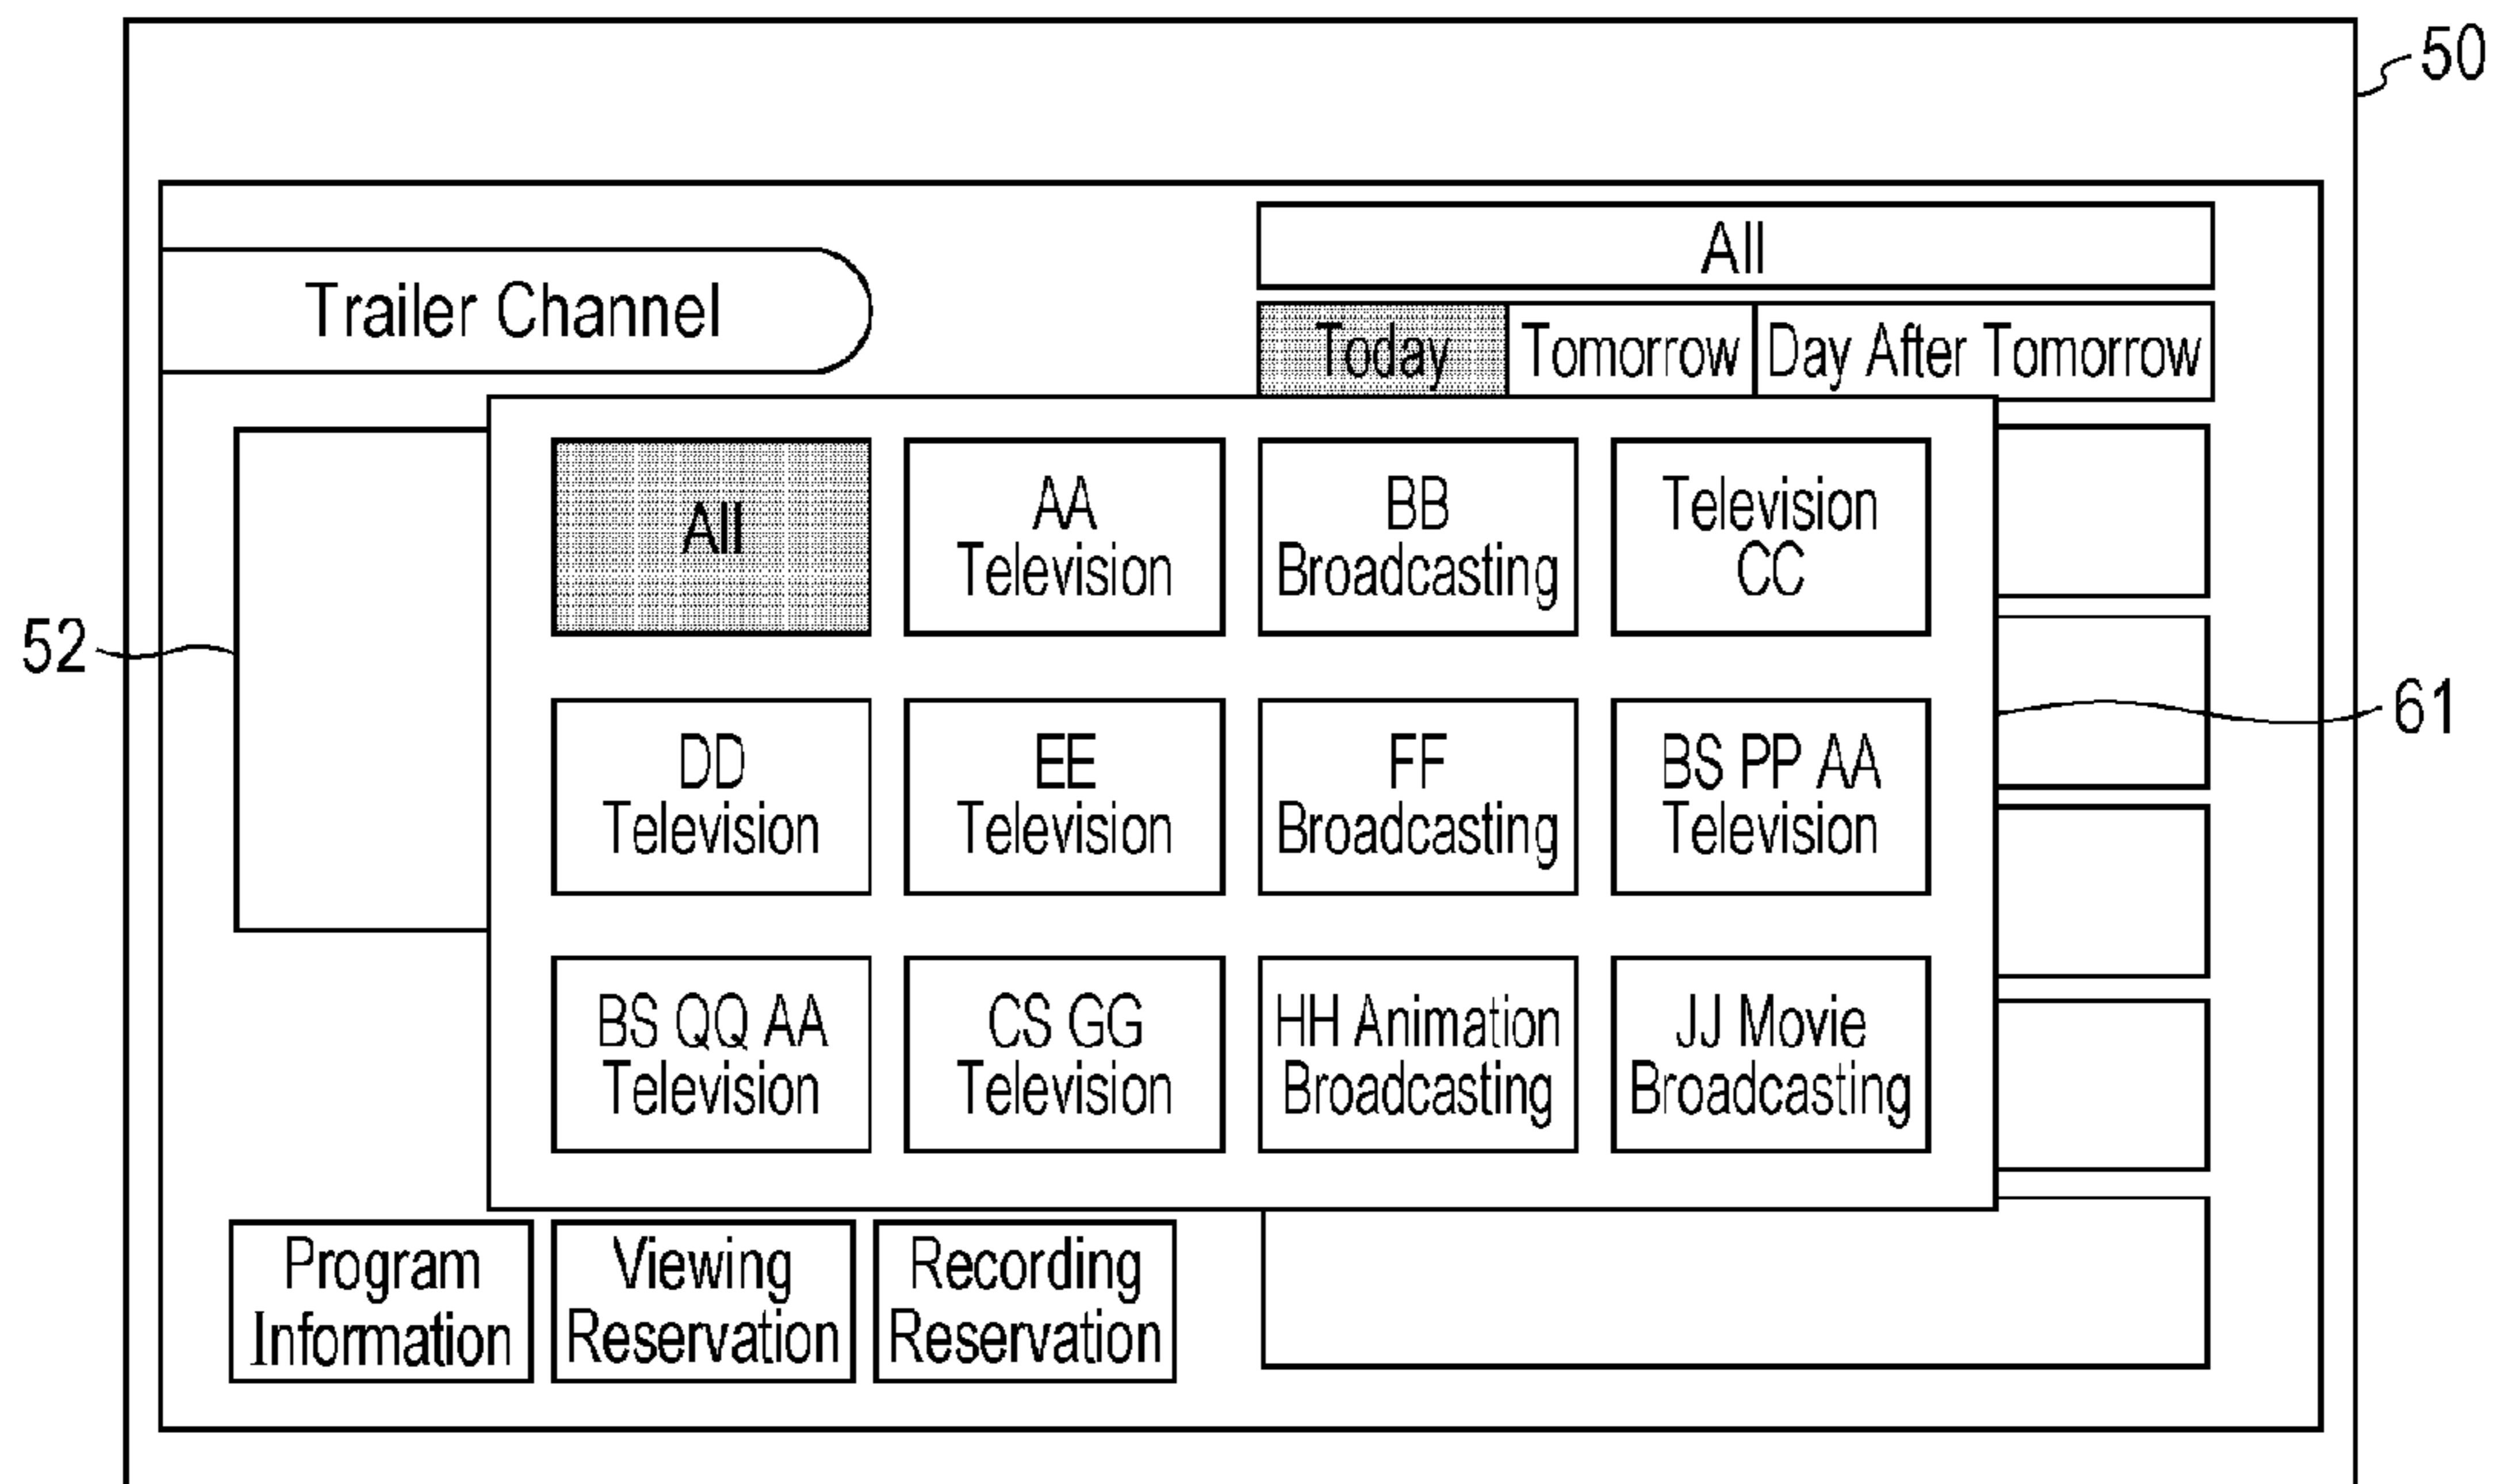 50
All
Trailer Channel
Today
Tomorrow
Day After Tomorrow
All
AA
Television
BB
Broadcasting
Television
CC
52
61
DD
Television
EE
Television
FF
Broadcasting
BS PP AA
Television
BS QQ AA
Television
CS GG
Television
HH Animation
Broadcasting
JJ Movie
Broadcasting
Program
Information
Viewing
Reservation
Recording
Reservation